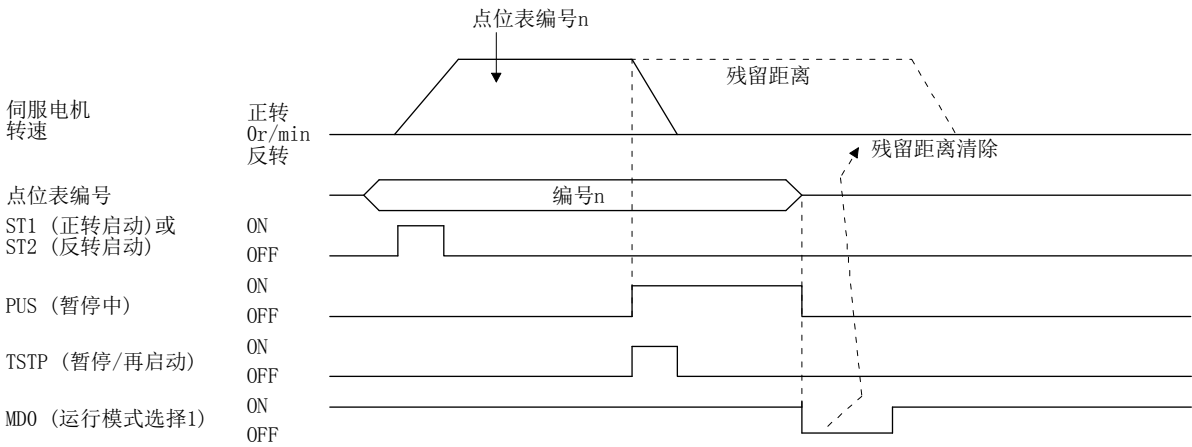 点位表编号n
残留距离
伺服电机
转速
正转
0r/min
反转
残留距离清除
点位表编号
编号n
ST1 (正转启动)或
ST2 (反转启动)
ON
OFF
PUS (暂停中)
ON
OFF
TSTP (暂停/再启动)
ON
OFF
MD0 (运行模式选择1)
ON
OFF